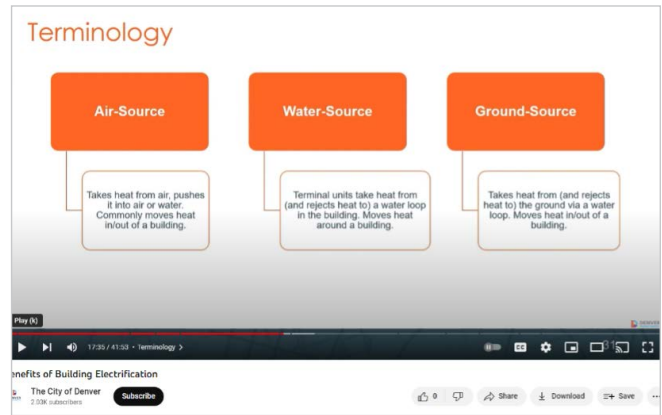 Terminology
Air-Source
Water-Source
Ground-Source
Takes heat from air, pushes
it into air or water.
Commonly moves heat
in/out of a building.
Terminal units take heat from
(and rejects heat to) a water loop
in the building. Moves heat
around a building.
Takes heat from (and rejects
heat to) the ground via a water
loop. Moves heat in/out of a
building.
Play (k)
17:35 / 41:53 • Terminology >
CC
31
enefits of Building Electrification
The City of Denver
2.03K subscribers
Subscribe
0
Share
Download
Save